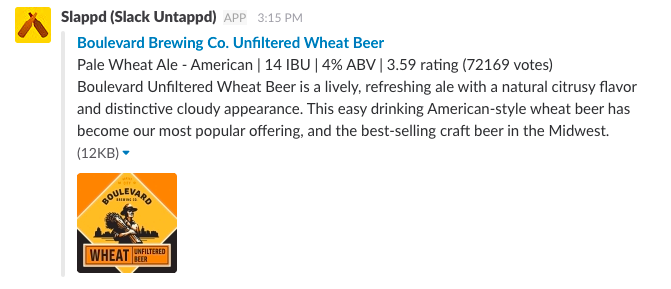 Slappd (Slack Untappd) APP 3:15 PM
Boulevard Brewing Co. Unfiltered Wheat Beer
Pale Wheat Ale - American | 14 IBU | 4% ABV | 3.59 rating (72169 votes)
Boulevard Unfiltered Wheat Beer is a lively, refreshing ale with a natural citrusy flavor
and distinctive cloudy appearance. This easy drinking American-style wheat beer has
become our most popular offering, and the best-selling craft beer in the Midwest.
(12KB)
BOULEVARD
BREWING CO.
WHEAT
UNFILTERED
BEER